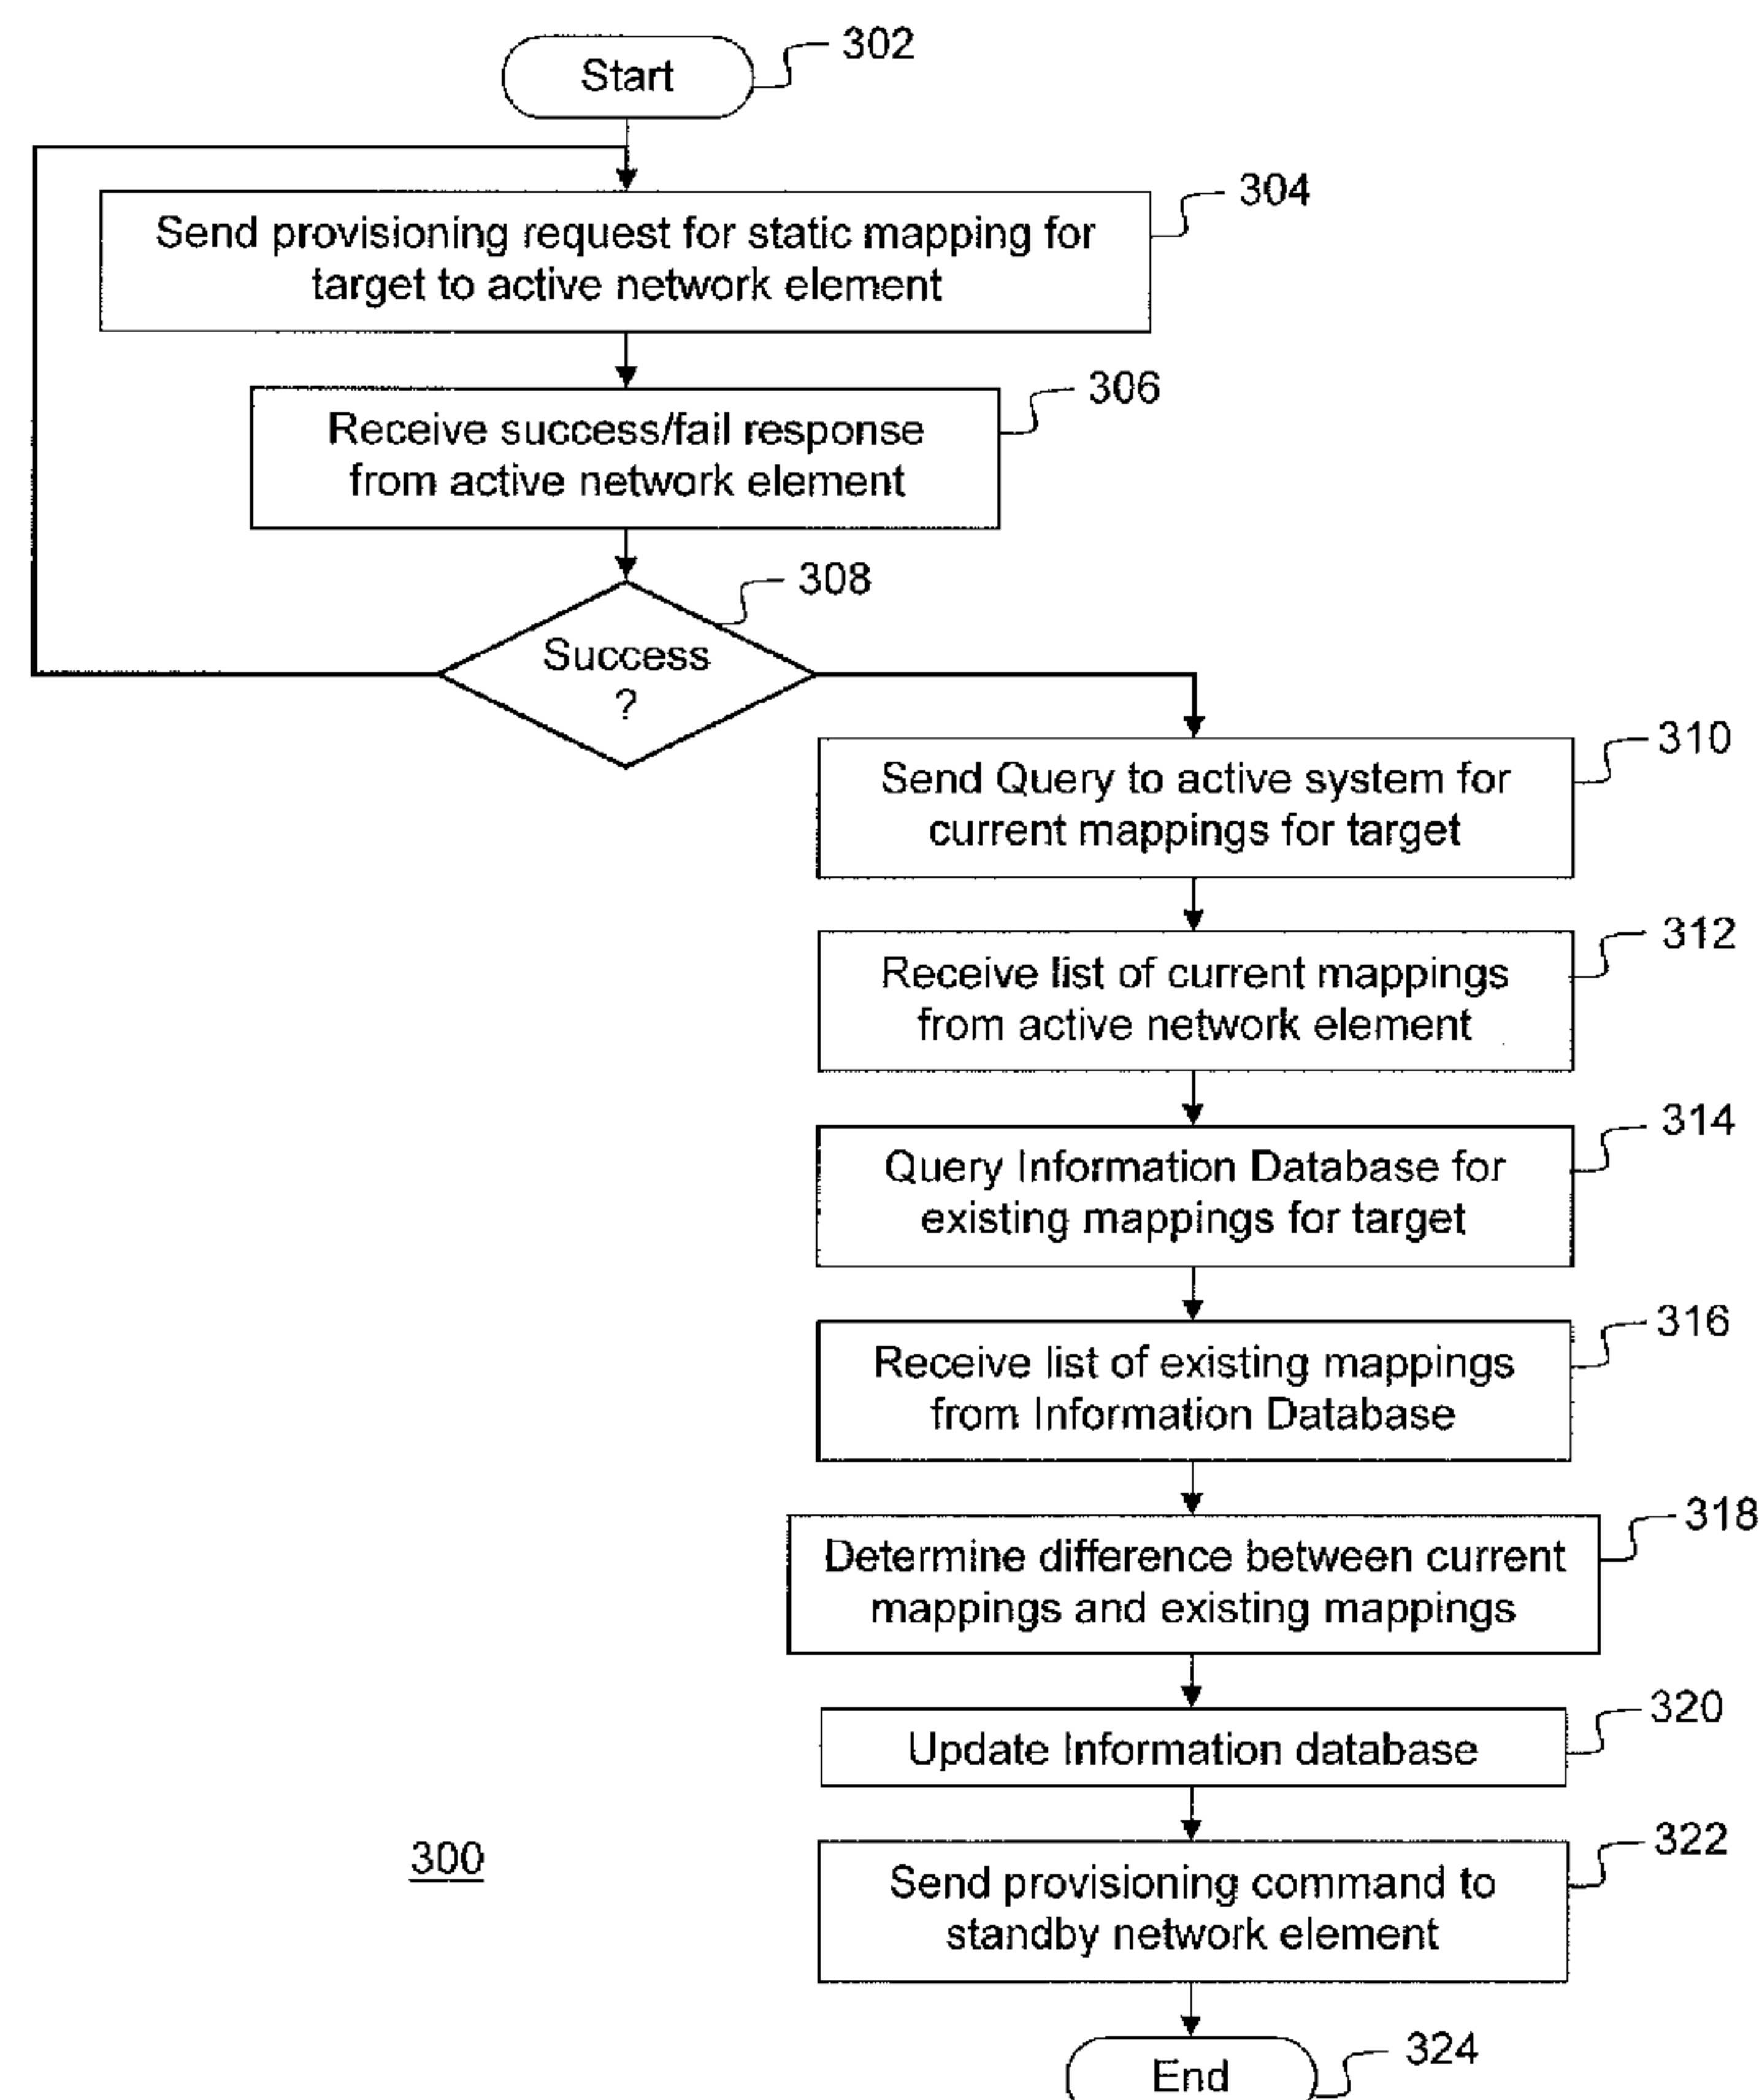 Start
302
Send provisioning request for static mapping for
target to active network element
304
Receive success/fail response
from active network element
306
Success
?
308
Send Query to active system for
current mappings for target
310
Receive list of current mappings
from active network element
312
Query Information Database for
existing mappings for target
314
Receive list of existing mappings
from Information Database
316
Determine difference between current
mappings and existing mappings
318
Update Information database
320
Send provisioning command to
standby network element
322
300
End
324